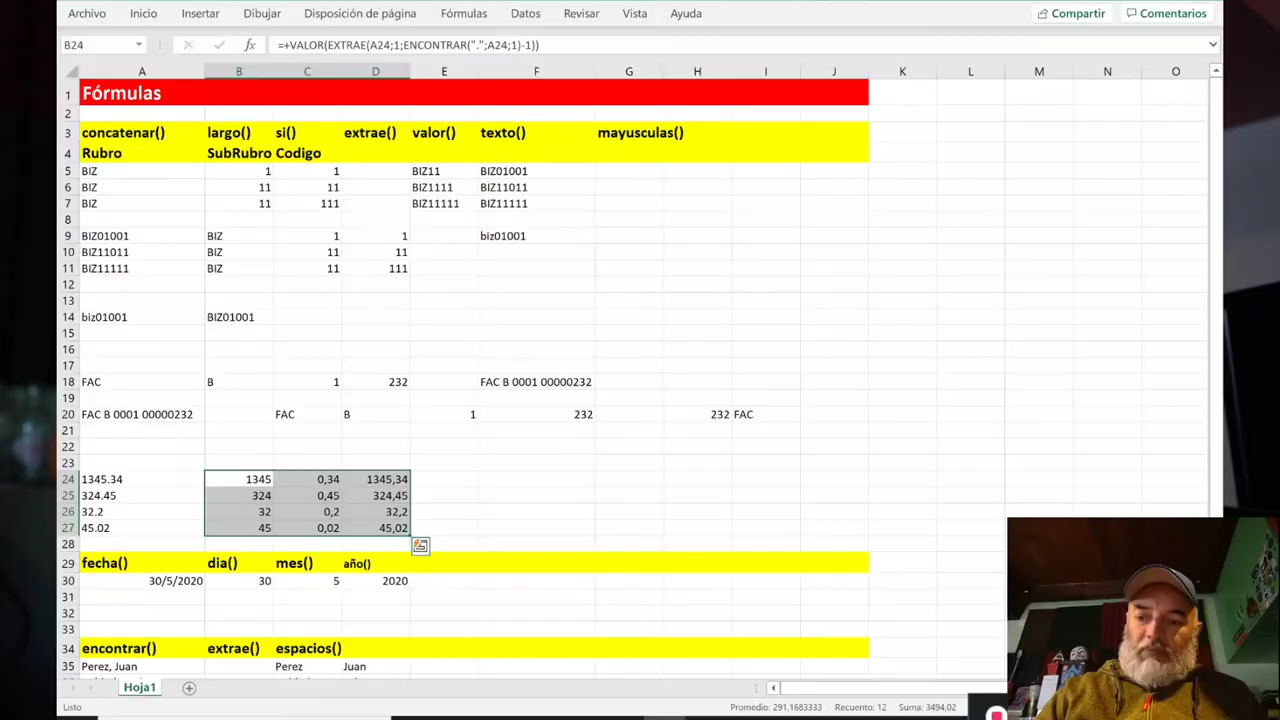 Archivo Inicio Insertar Dibujar Disposición de página Fórmulas Datos Revisar Vista Ayuda Compartir Comentarios
B24 fx =+VALOR(EXTRAE(A24;1;ENCONTRAR(".";A24;1)-1))
A B C D E F G H I J K L M N O
1 Fórmulas
2
3 concatenar() largo() si() extrae() valor() texto() mayusculas()
4 Rubro SubRubro Codigo
5 BIZ 1 1 BIZ11 BIZ01001
6 BIZ 11 11 BIZ1111 BIZ11011
7 BIZ 11 111 BIZ11111 BIZ11111
8
9 BIZ01001 BIZ 1 1 biz01001
10 BIZ11011 BIZ 11 11
11 BIZ11111 BIZ 11 111
12
13
14 biz01001 BIZ01001
15
16
17
18 FAC B 1 232 FAC B 0001 00000232
19
20 FAC B 0001 00000232 FAC B 1 232 232 FAC
21
22
23
24 1345.34 1345 0,34 1345,34
25 324.45 324 0,45 324,45
26 32.2 32 0,2 32,2
27 45.02 45 0,02 45,02
28
29 fecha() dia() mes() año()
30 30/5/2020 30 5 2020
31
32
33
34 encontrar() extrae() espacios()
35 Perez, Juan Perez Juan
Hoja1
Listo Promedio: 291,1683333 Recuento: 12 Suma: 3494,02